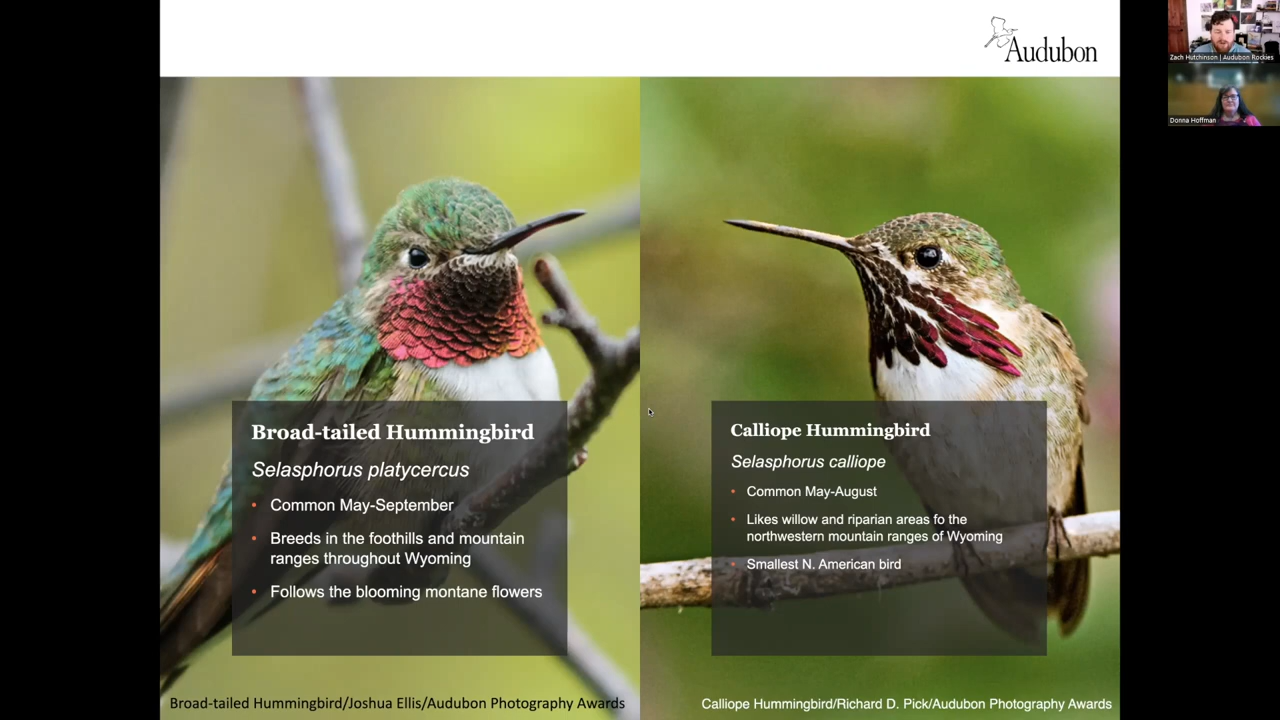 Audubon
Zach Hutchinson | Audubon Rockies
Donna Hoffman
Broad-tailed Hummingbird
Selasphorus platycercus
• Common May-September
• Breeds in the foothills and mountain
ranges throughout Wyoming
• Follows the blooming montane flowers
Calliope Hummingbird
Selasphorus calliope
• Common May-August
• Likes willow and riparian areas fo the
northwestern mountain ranges of Wyoming
• Smallest N. American bird
Broad-tailed Hummingbird/Joshua Ellis/Audubon Photography Awards
Calliope Hummingbird/Richard D. Pick/Audubon Photography Awards